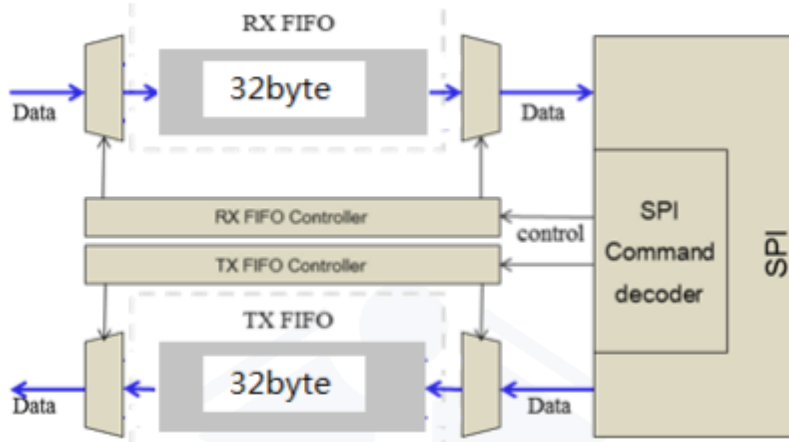 RX FIFO
32byte
Data
Data
RX FIFO Controller
control
TX FIFO Controller
SPI
Command
decoder
SPI
TX FIFO
32byte
Data
Data